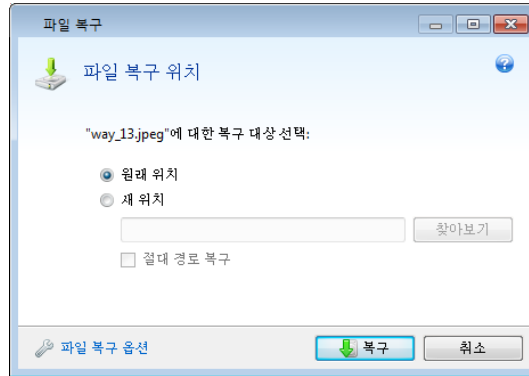 파일 복구
파일 복구 위치
"way_13.jpeg"에 대한 복구 대상 선택:
원래 위치
새 위치
찾아보기
절대 경로 복구
파일 복구 옵션
복구
취소